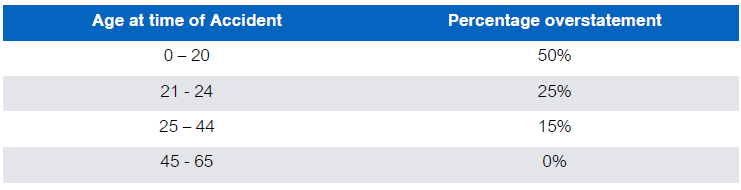 Age at time of Accident Percentage overstatement
0 – 20 50%
21 - 24 25%
25 – 44 15%
45 - 65 0%